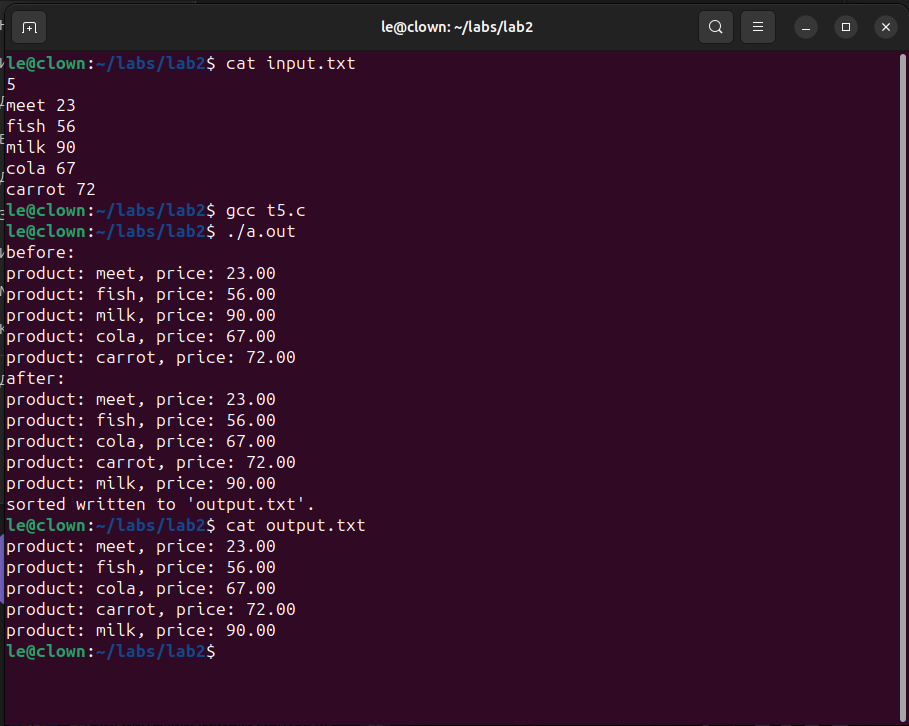 le@clown: ~/labs/lab2
le@clown:~/labs/lab2$ cat input.txt
5
meet 23
fish 56
milk 90
cola 67
carrot 72
le@clown:~/labs/lab2$ gcc t5.c
le@clown:~/labs/lab2$ ./a.out
before:
product: meet, price: 23.00
product: fish, price: 56.00
product: milk, price: 90.00
product: cola, price: 67.00
product: carrot, price: 72.00
after:
product: meet, price: 23.00
product: fish, price: 56.00
product: cola, price: 67.00
product: carrot, price: 72.00
product: milk, price: 90.00
sorted written to 'output.txt'.
le@clown:~/labs/lab2$ cat output.txt
product: meet, price: 23.00
product: fish, price: 56.00
product: cola, price: 67.00
product: carrot, price: 72.00
product: milk, price: 90.00
le@clown:~/labs/lab2$